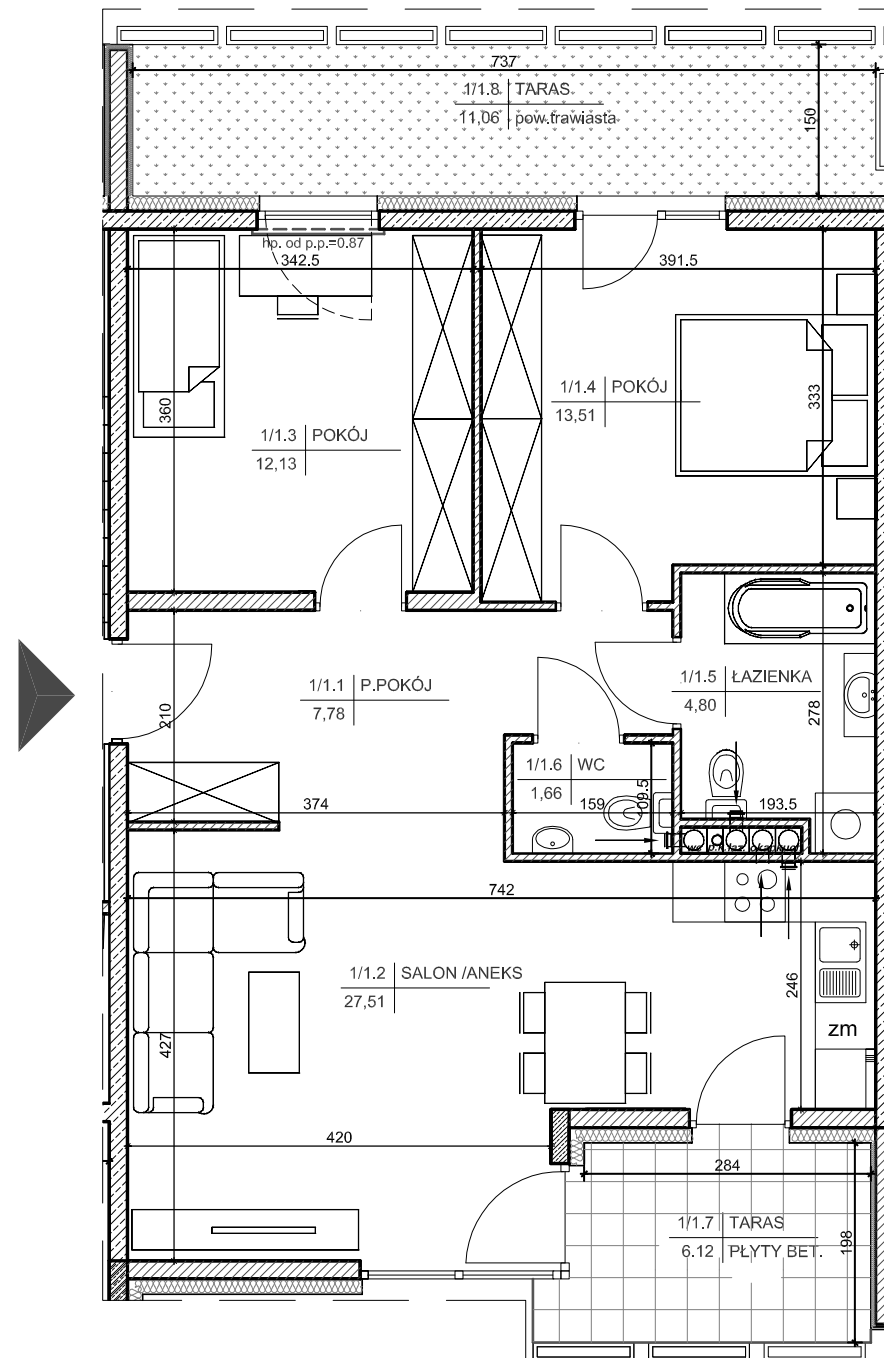 737
1/1.8 TARAS
11,06 pow.trawiasta
150
hp. od p.p.=0.87
342.5
391.5
1/1.4 POKÓJ
13,51
333
360
1/1.3 POKÓJ
12,13
1/1.5 ŁAZIENKA
4,80
1/1.1 P.POKÓJ
7,78
210
278
1/1.6 WC
1,66
374
159
109.5
193.5
742
1/1.2 SALON /ANEKS
27,51
246
zm
427
420
284
1/1.7 TARAS
6.12 PŁYTY BET.
198